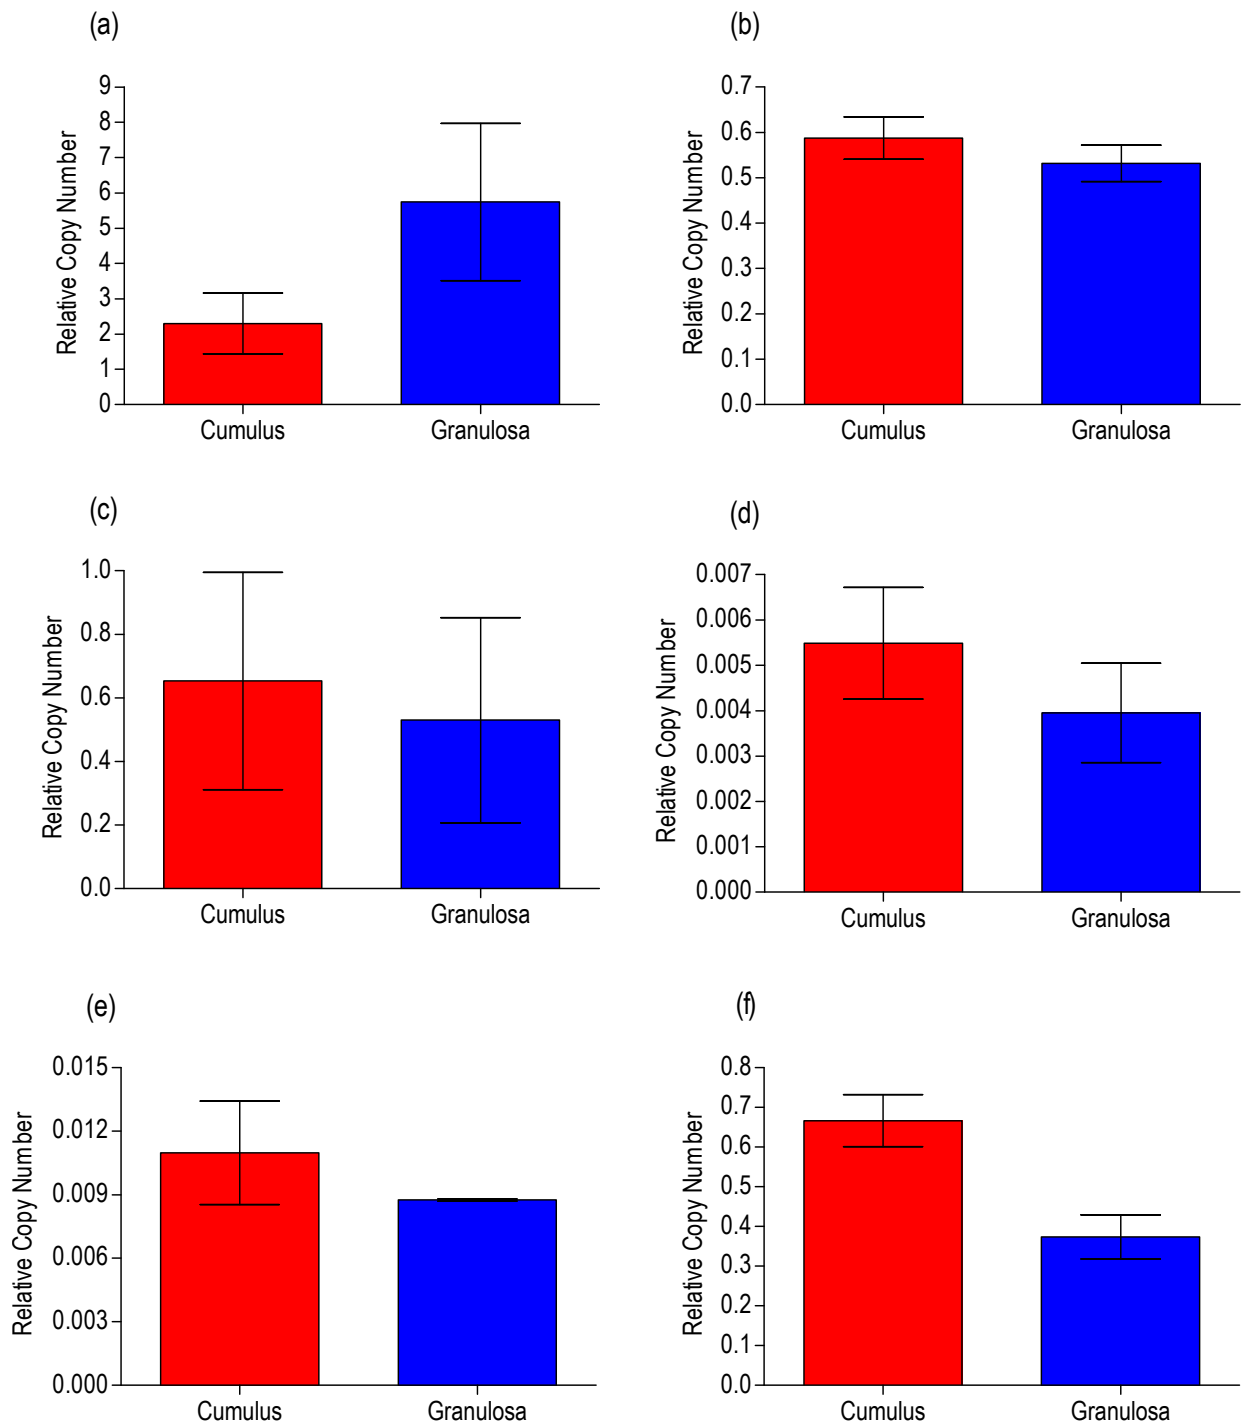 (a)
Relative Copy Number
9
8
7
6
5
4
3
2
1
0
Cumulus Granulosa
(b)
Relative Copy Number
0.7
0.6
0.5
0.4
0.3
0.2
0.1
0.0
Cumulus Granulosa
(c)
Relative Copy Number
1.0
0.8
0.6
0.4
0.2
0.0
Cumulus Granulosa
(d)
Relative Copy Number
0.007
0.006
0.005
0.004
0.003
0.002
0.001
0.000
Cumulus Granulosa
(e)
Relative Copy Number
0.015
0.012
0.009
0.006
0.003
0.000
Cumulus Granulosa
(f)
Relative Copy Number
0.8
0.7
0.6
0.5
0.4
0.3
0.2
0.1
0.0
Cumulus Granulosa